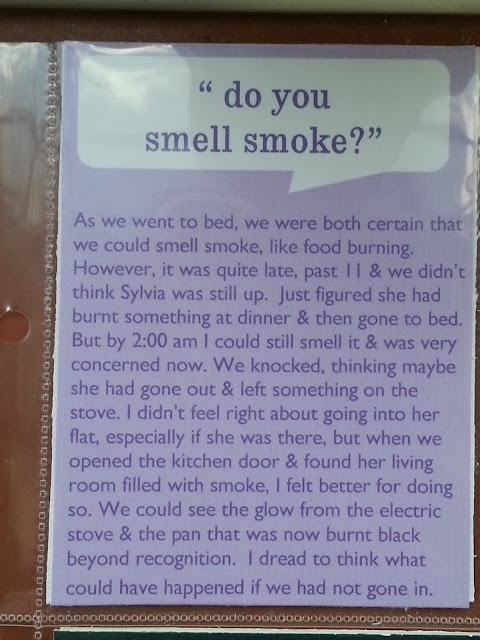 “ do you
smell smoke?”
As we went to bed, we were both certain that
we could smell smoke, like food burning.
However, it was quite late, past 11 & we didn't
think Sylvia was still up.  Just figured she had
burnt something at dinner & then gone to bed.
But by 2:00 am I could still smell it & was very
concerned now. We knocked, thinking maybe
she had gone out & left something on the
stove. I didn't feel right about going into her
flat, especially if she was there, but when we
opened the kitchen door & found her living
room filled with smoke, I felt better for doing
so. We could see the glow from the electric
stove & the pan that was now burnt black
beyond recognition.  I dread to think what
could have happened if we had not gone in.